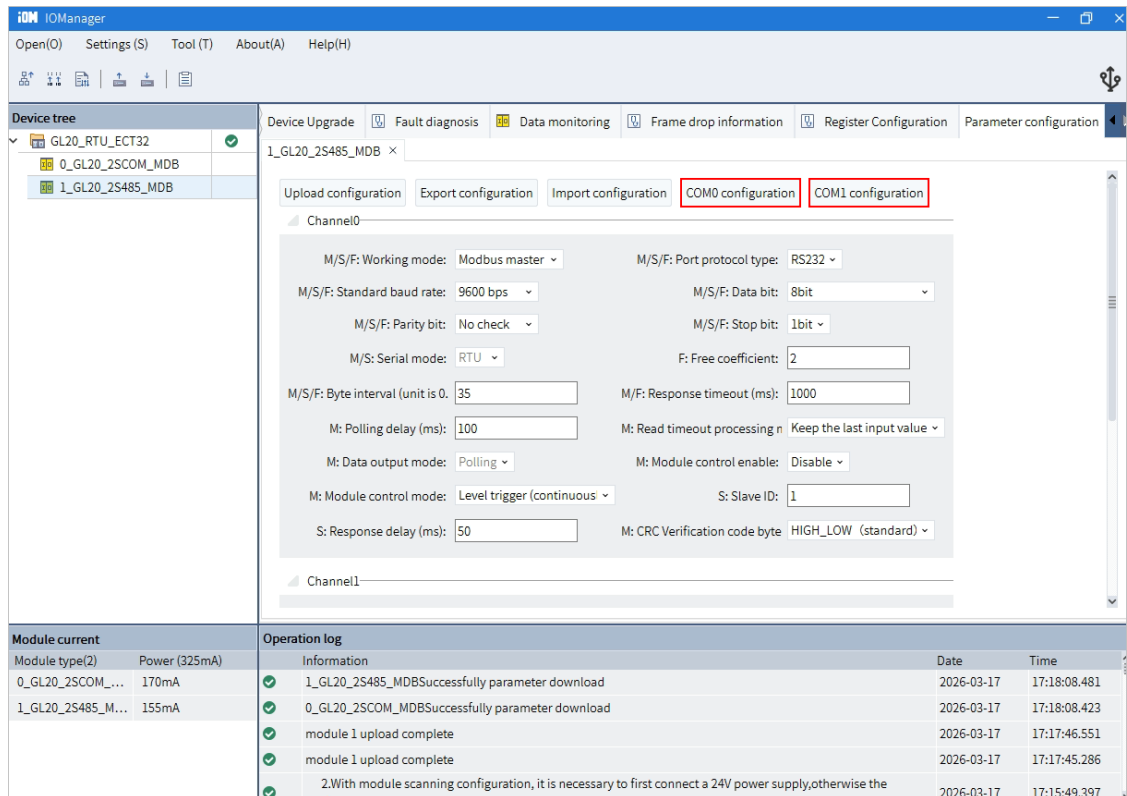 iOM IOManager
Open(O) Settings (S) Tool (T) About(A) Help(H)
Device tree
GL20_RTU_ECT32
0_GL20_2SCOM_MDB
1_GL20_2S485_MDB
Device Upgrade Fault diagnosis Data monitoring Frame drop information Register Configuration Parameter configuration
1_GL20_2S485_MDB ×
Upload configuration Export configuration Import configuration COM0 configuration COM1 configuration
Channel0
M/S/F: Working mode: Modbus master M/S/F: Port protocol type: RS232
M/S/F: Standard baud rate: 9600 bps M/S/F: Data bit: 8bit
M/S/F: Parity bit: No check M/S/F: Stop bit: 1bit
M/S: Serial mode: RTU F: Free coefficient: 2
M/S/F: Byte interval (unit is 0. 35 M/F: Response timeout (ms): 1000
M: Polling delay (ms): 100 M: Read timeout processing n Keep the last input value
M: Data output mode: Polling M: Module control enable: Disable
M: Module control mode: Level trigger (continuous S: Slave ID: 1
S: Response delay (ms): 50 M: CRC Verification code byte HIGH_LOW (standard)
Channel1
Module current
Module type(2) Power (325mA)
0_GL20_2SCOM_... 170mA
1_GL20_2S485_M... 155mA
Operation log
Information Date Time
1_GL20_2S485_MDBSuccessfully parameter download 2026-03-17 17:18:08.481
0_GL20_2SCOM_MDBSuccessfully parameter download 2026-03-17 17:18:08.423
module 1 upload complete 2026-03-17 17:17:46.551
module 1 upload complete 2026-03-17 17:17:45.286
2.With module scanning configuration, it is necessary to first connect a 24V power supply,otherwise the 2026-03-17 17:15:49.397